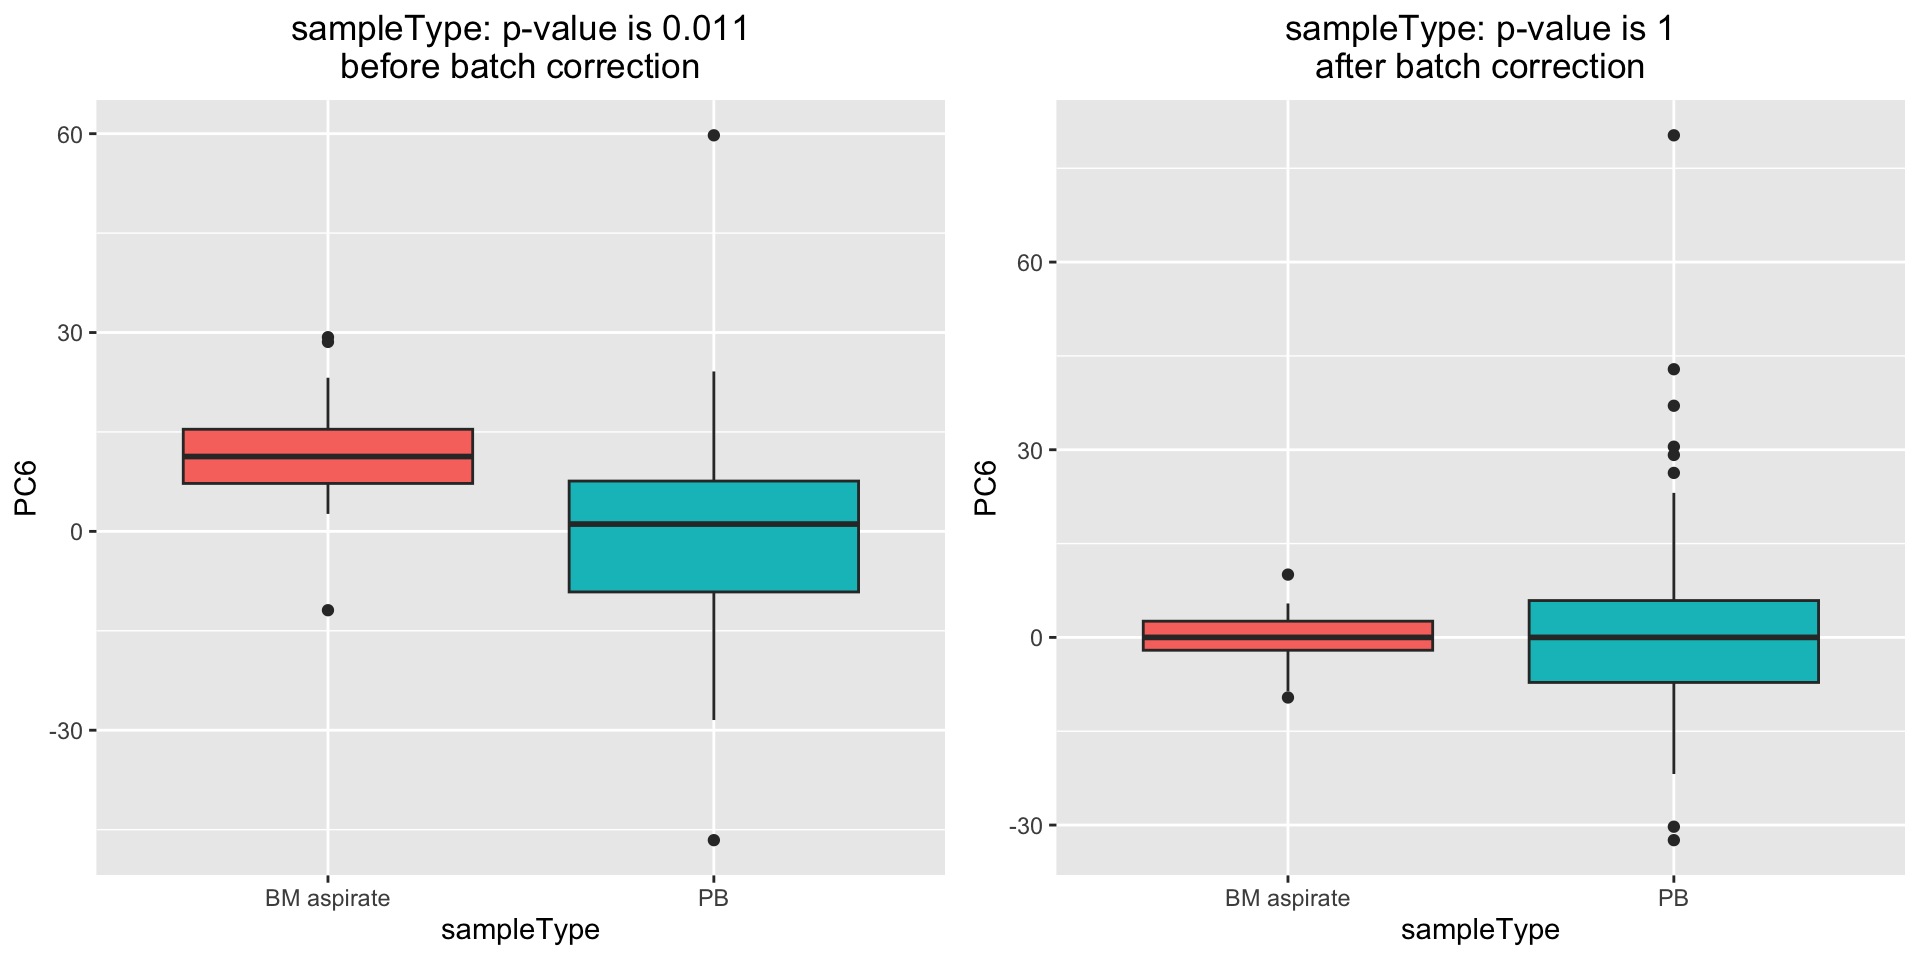 sampleType: p-value is 0.011
before batch correction
60
30
0
-30
PC6
BM aspirate
PB
sampleType
sampleType: p-value is 1
after batch correction
60
30
0
-30
PC6
BM aspirate
PB
sampleType